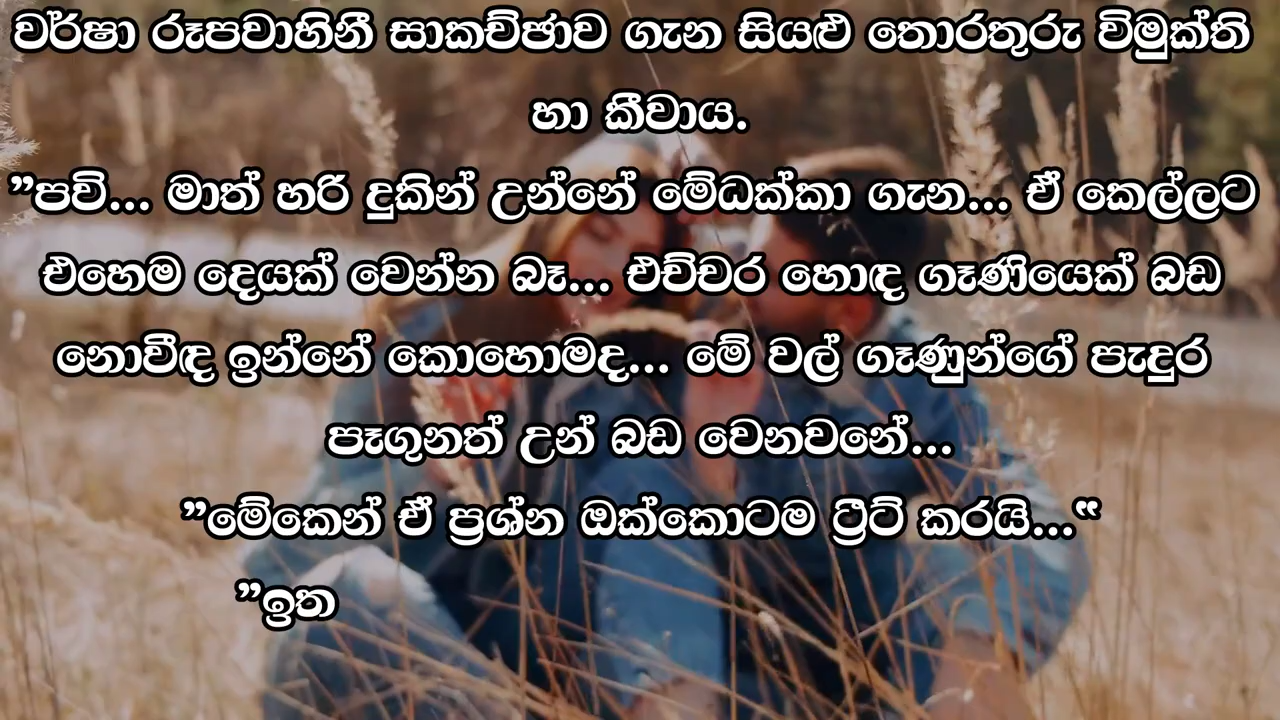 වර්ෂා රූපවාහිනී සාකච්ඡාව ගැන සියළු තොරතුරු විමුක්ති
හා කීවාය.
”පවි... මාත් හරි දුකින් උන්නේ මේධක්කා ගැන... ඒ කෙල්ලට
එහෙම දෙයක් වෙන්න බෑ... එච්චර හොඳ ගෑණියෙක් බඩ
නොවීඳ ඉන්නේ කොහොමද... මේ වල් ගෑණුන්ගේ පැදුර
පෑගුනත් උන් බඩ වෙනවනේ...
”මේකෙන් ඒ ප්‍රශ්න ඔක්කොටම ට්‍රීට් කරයි...“
”ඉත